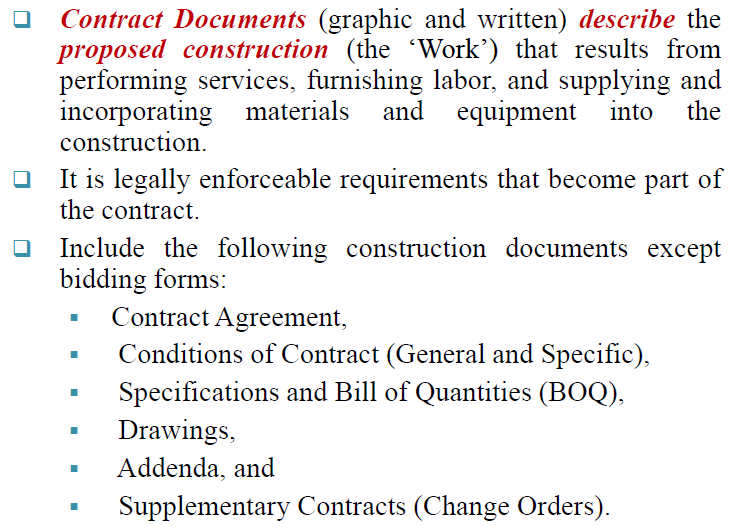 ❑ Contract Documents (graphic and written) describe the
proposed construction (the ‘Work’) that results from
performing services, furnishing labor, and supplying and
incorporating materials and equipment into the
construction.
❑ It is legally enforceable requirements that become part of
the contract.
❑ Include the following construction documents except
bidding forms:
▪ Contract Agreement,
▪ Conditions of Contract (General and Specific),
▪ Specifications and Bill of Quantities (BOQ),
▪ Drawings,
▪ Addenda, and
▪ Supplementary Contracts (Change Orders).